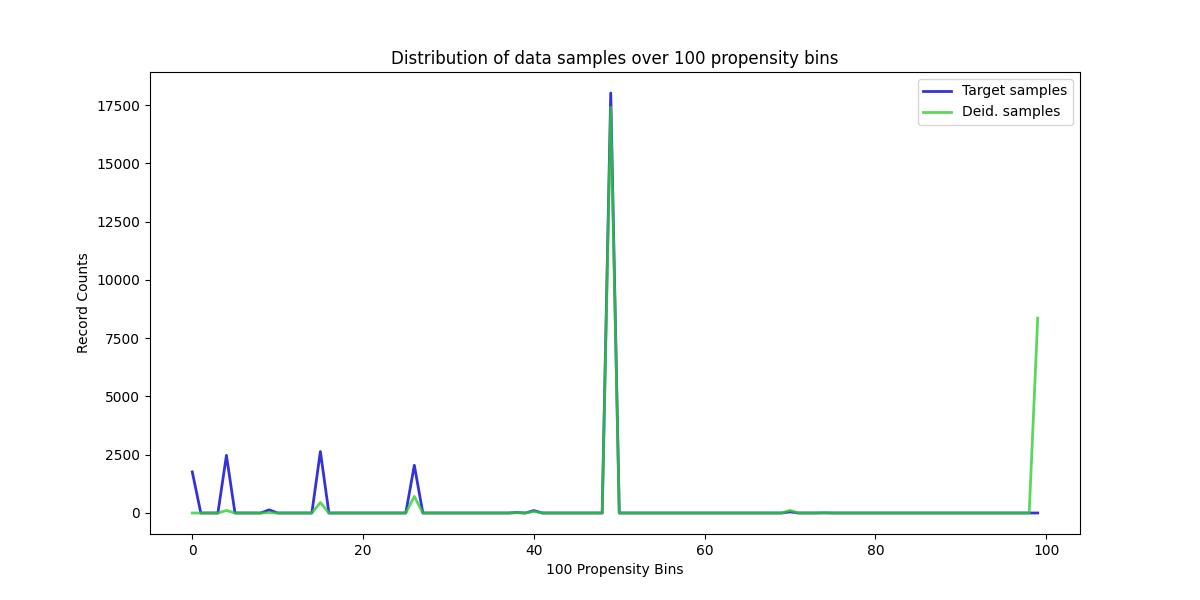 Distribution of data samples over 100 propensity bins
Target samples
Deid. samples
Record Counts
17500
15000
12500
10000
7500
5000
2500
0
0 20 40 60 80 100
100 Propensity Bins